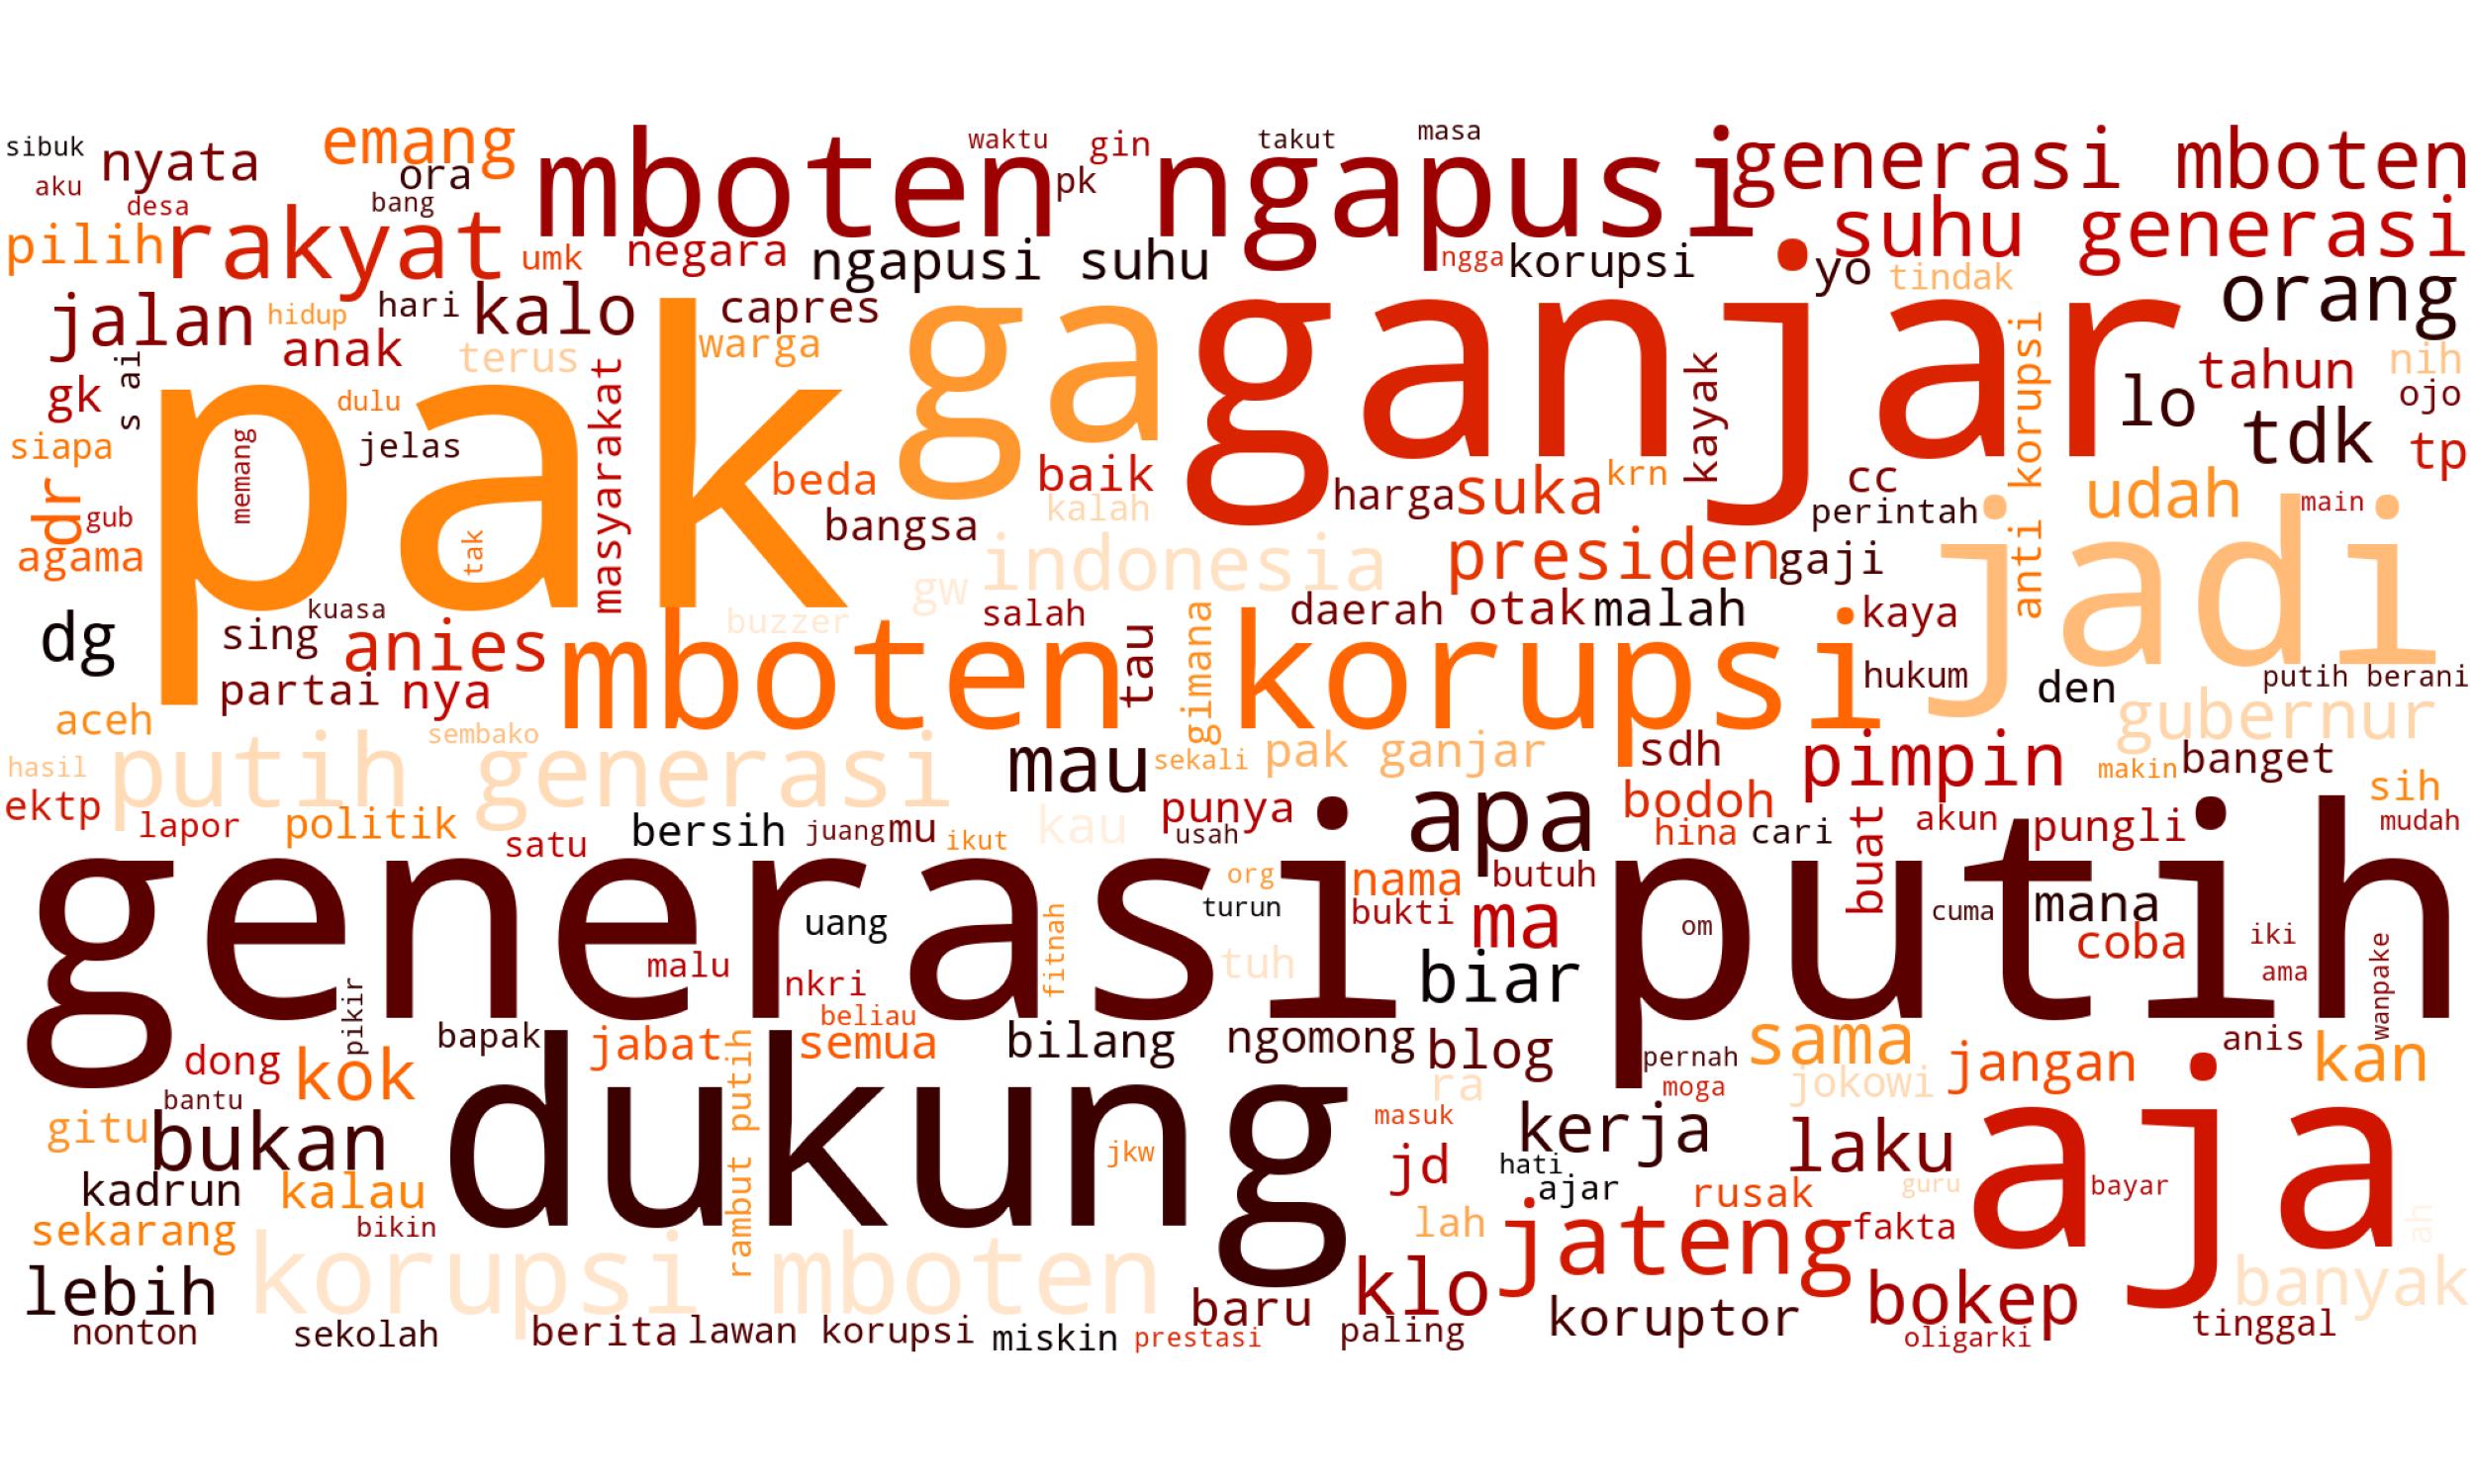 sibuk
nyata
emang
mboten ngapusi
waktu
gin
takut
masa
generasi mboten
aku
ora
pk
desa
bang
pilih
rakyat
umk
negara
ngapusi suhu
ngga
korupsi
yo
suhu generasi
tindak
orang
jalan
hidup
hari
kalo
capres
ga
ganjar
anak
terus
warga
masyarakat
kayak
anti korupsi
lo
tahun
nih
gk
s ai
dulu
pak
ojo
siapa
memang
jelas
beda
baik
harga
suka
krn
cc
tdk
tp
dr
gub
tak
bangsa
kalah
perintah
jadi
udah
main
agama
indonesia
presiden
gaji
gw
kuasa
dg
sing
anies
buzzer
salah
tau
gimana
daerah
otak
malah
kaya
partai
nya
mboten korupsi
hukum
den
putih berani
aceh
sembako
gubernur
hasil
putih generasi
mau
sekali
pak ganjar
sdh
pimpin
makin
banget
ektp
lapor
politik
satu
bersih
juang
mu
ikut
kau
punya
usah
apa
bodoh
hina
cari
buat
akun
pungli
sih
mudah
generasi
putih
uang
fitnah
org
turun
nama
butuh
bukti
ma
om
cuma
mana
coba
iki
ama
wanpake
malu
nkri
tuh
biar
pikir
beliau
dong
kok
bapak
jabat
rambut putih
semua
bilang
ngomong
blog
pernah
sama
jangan
anis
kan
bantu
dukung
ra
moga
jokowi
aja
gitu
bukan
jkw
masuk
kerja
laku
kadrun
kalau
jd
hati
ajar
rusak
guru
bayar
sekarang
bikin
lah
jateng
fakta
ah
lebih
korupsi mboten
klo
bokep
banyak
nonton
sekolah
berita
lawan korupsi
miskin
prestasi
baru
paling
koruptor
oligarki
tinggal